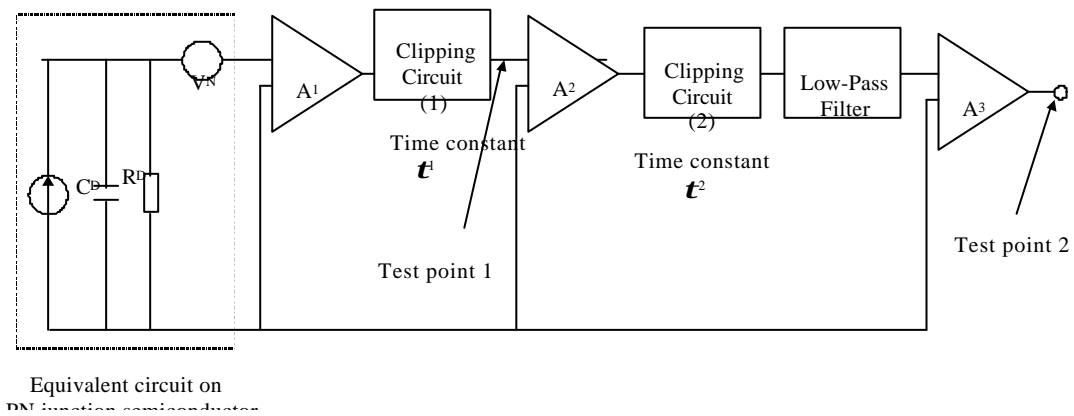 V N
A 1
Clipping
Circuit
(1)
A 2
Clipping
Circuit
(2)
Low-Pass
Filter
A 3
C D
R D
Time constant
t 1
Time constant
t 2
Test point 1
Test point 2
Equivalent circuit on
PN junction semiconductor